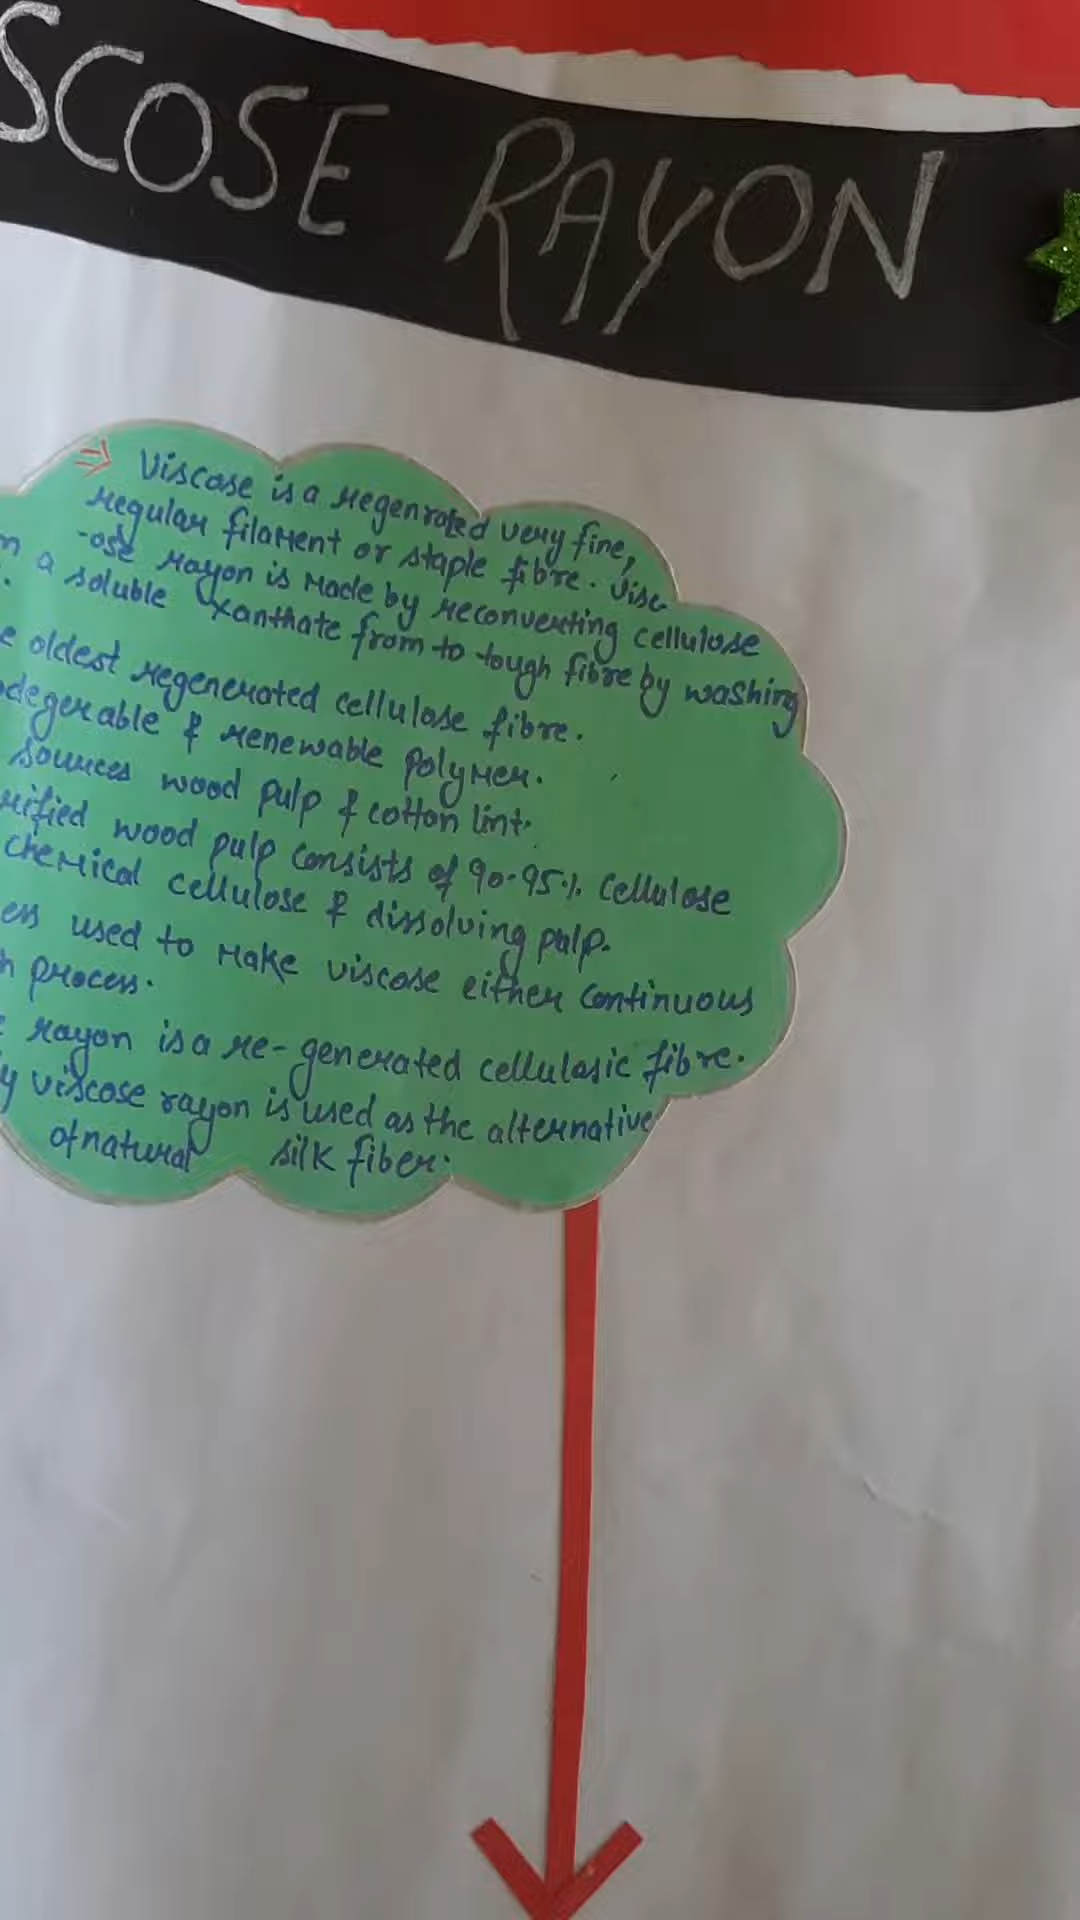 SCOSE RAYON
⇒ Viscose is a regenrated very fine,
regular filament or staple fibre. Visc
-ose rayon is made by reconverting cellulose
a soluble xanthate from to tough fibre by washing
oldest regenerated cellulose fibre.
& renewable polymer.
sources wood pulp & cotton lint.
wood pulp consists of 90-95% cellulose
chemical cellulose & dissolving pulp.
used to make viscose either continuous
process.
rayon is a re-generated cellulosic fibre.
viscose rayon is used as the alternative
of natural silk fiber.